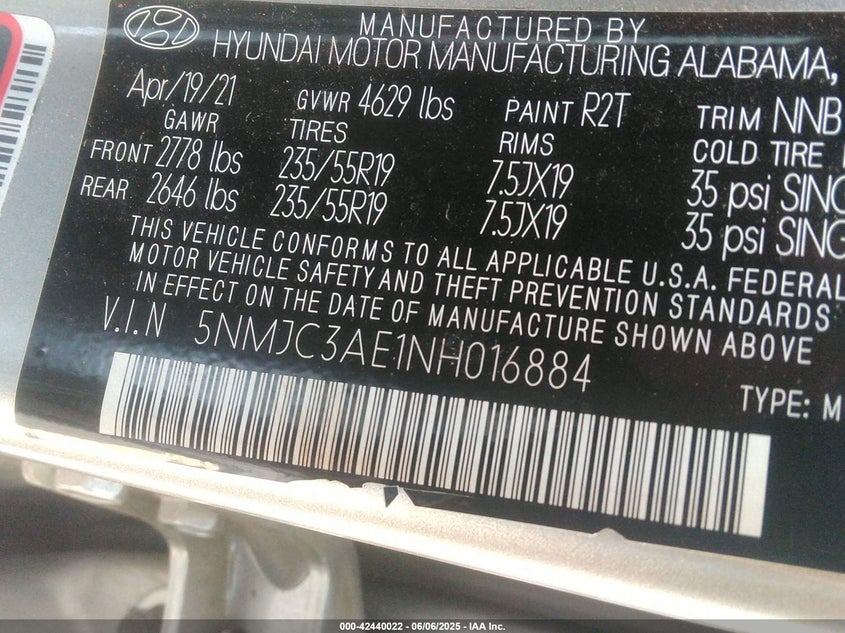 MANUFACTURED BY
HYUNDAI MOTOR MANUFACTURING ALABAMA,
Apr/19/21 GVWR 4629 lbs PAINT R2T TRIM NNB
GAWR TIRES RIMS COLD TIRE
FRONT 2778 lbs 235/55R19 7.5JX19 35 psi SING
REAR 2646 lbs 235/55R19 7.5JX19 35 psi SING
THIS VEHICLE CONFORMS TO ALL APPLICABLE U.S.A. FEDERAL
MOTOR VEHICLE SAFETY AND THEFT PREVENTION STANDARDS
IN EFFECT ON THE DATE OF MANUFACTURE SHOWN ABOVE
V.I.N 5NMJC3AE1NH016884
TYPE: M
000-42440022 - 06/06/2025 - IAA Inc.